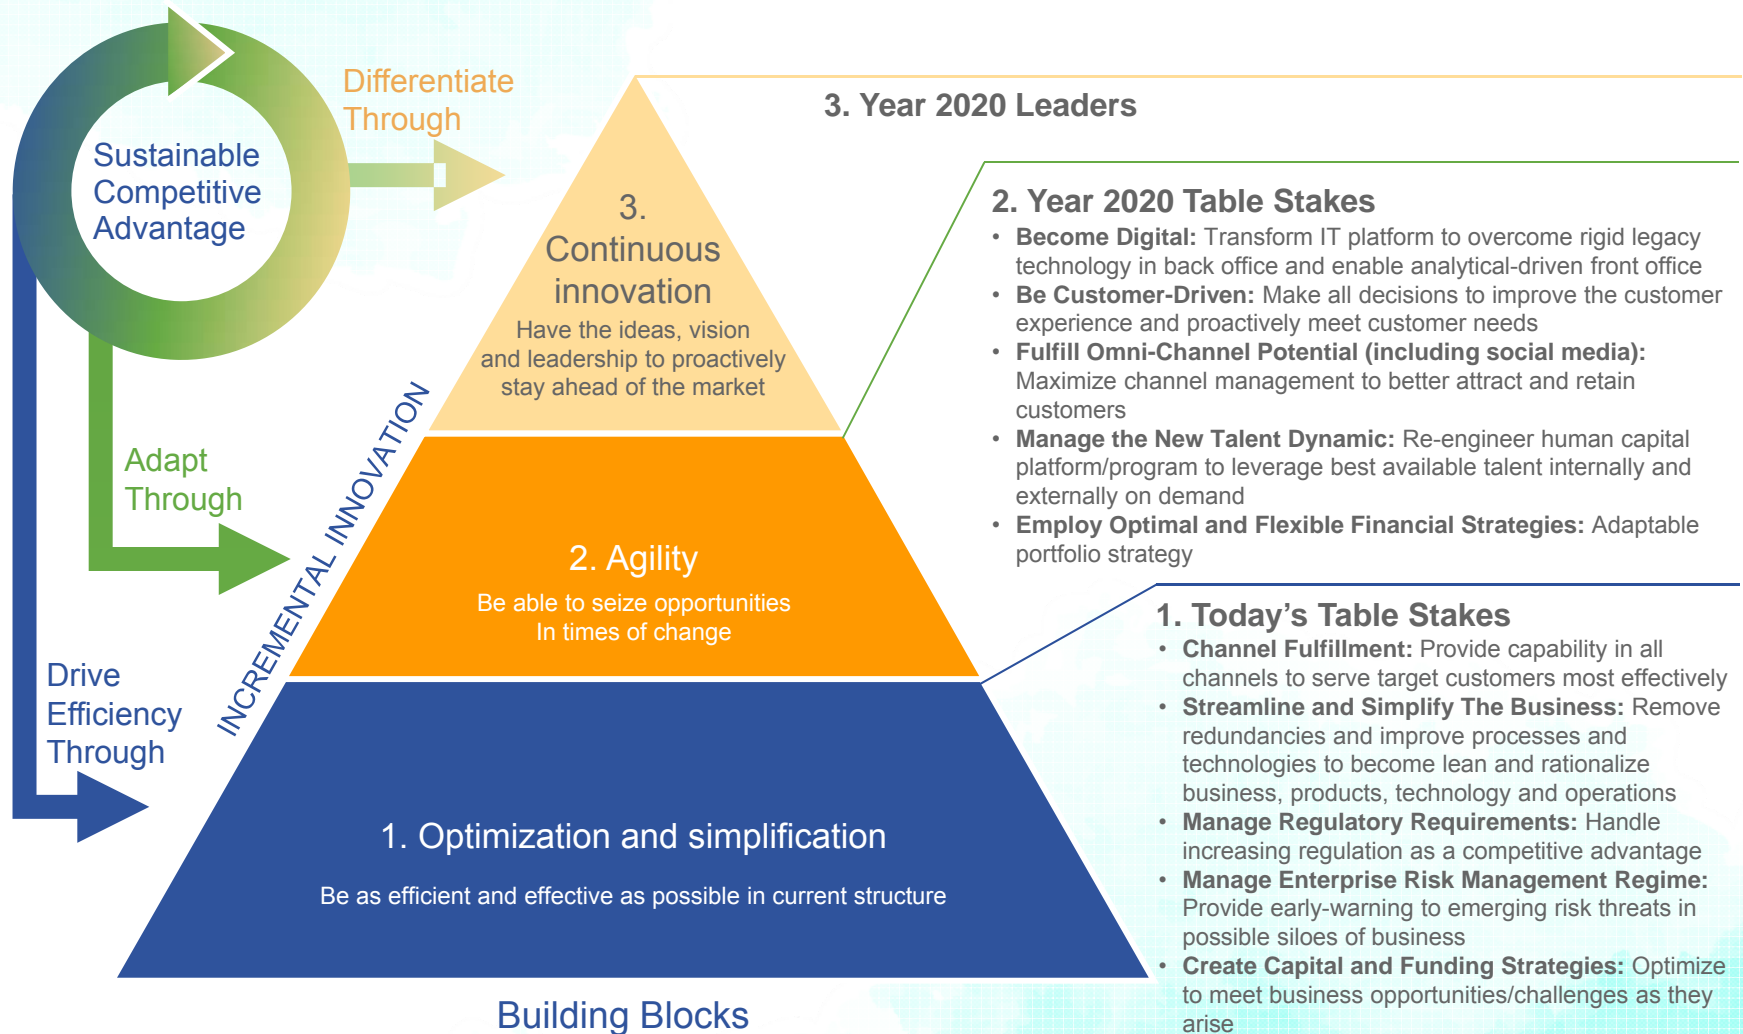 Sustainable
Competitive
Advantage
Differentiate
Through
Adapt
Through
Drive
Efficiency
Through
INCREMENTAL INNOVATION
3.
Continuous
innovation
Have the ideas, vision
and leadership to proactively
stay ahead of the market
2. Agility
Be able to seize opportunities
In times of change
1. Optimization and simplification
Be as efficient and effective as possible in current structure
Building Blocks
3. Year 2020 Leaders
2. Year 2020 Table Stakes
• Become Digital: Transform IT platform to overcome rigid legacy
technology in back office and enable analytical-driven front office
• Be Customer-Driven: Make all decisions to improve the customer
experience and proactively meet customer needs
• Fulfill Omni-Channel Potential (including social media):
Maximize channel management to better attract and retain
customers
• Manage the New Talent Dynamic: Re-engineer human capital
platform/program to leverage best available talent internally and
externally on demand
• Employ Optimal and Flexible Financial Strategies: Adaptable
portfolio strategy
1. Today’s Table Stakes
• Channel Fulfillment: Provide capability in all
channels to serve target customers most effectively
• Streamline and Simplify The Business: Remove
redundancies and improve processes and
technologies to become lean and rationalize
business, products, technology and operations
• Manage Regulatory Requirements: Handle
increasing regulation as a competitive advantage
• Manage Enterprise Risk Management Regime:
Provide early-warning to emerging risk threats in
possible siloes of business
• Create Capital and Funding Strategies: Optimize
to meet business opportunities/challenges as they
arise